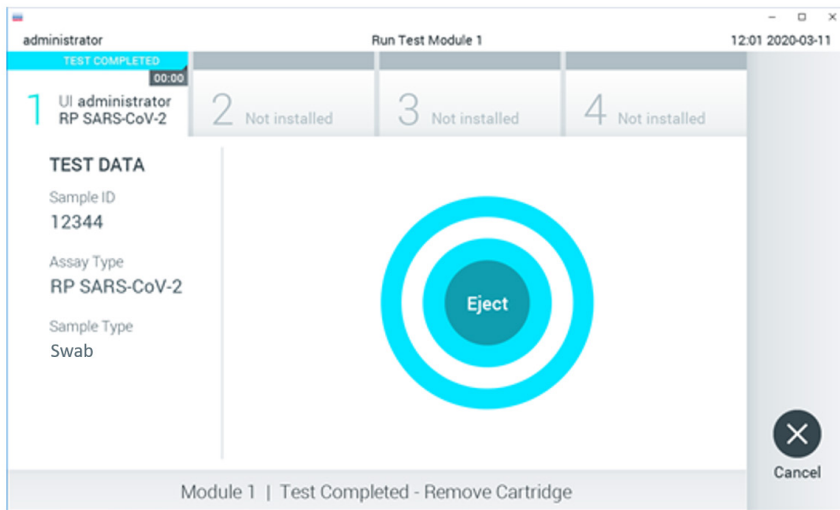 administrator
Run Test Module 1
12:01 2020-03-11
TEST COMPLETED
00:00
1
UI administrator
RP SARS-CoV-2
2 Not installed
3 Not installed
4 Not installed
TEST DATA
Sample ID
12344
Assay Type
RP SARS-CoV-2
Sample Type
Swab
Eject
Cancel
Module 1 | Test Completed - Remove Cartridge